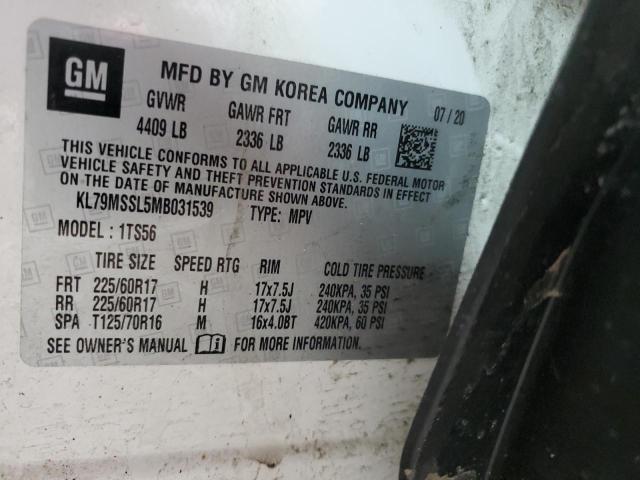 GM
MFD BY GM KOREA COMPANY
GVWR GAWR FRT GAWR RR 07/20
4409 LB 2336 LB 2336 LB
THIS VEHICLE CONFORMS TO ALL APPLICABLE U.S. FEDERAL MOTOR
VEHICLE SAFETY AND THEFT PREVENTION STANDARDS IN EFFECT
ON THE DATE OF MANUFACTURE SHOWN ABOVE.
KL79MSSL5MB031539 TYPE: MPV
MODEL: 1TS56
TIRE SIZE SPEED RTG RIM COLD TIRE PRESSURE
FRT 225/60R17 H 17x7.5J 240KPA, 35 PSI
RR 225/60R17 H 17x7.5J 240KPA, 35 PSI
SPA T125/70R16 M 16x4.0BT 420KPA, 60 PSI
SEE OWNER'S MANUAL FOR MORE INFORMATION.